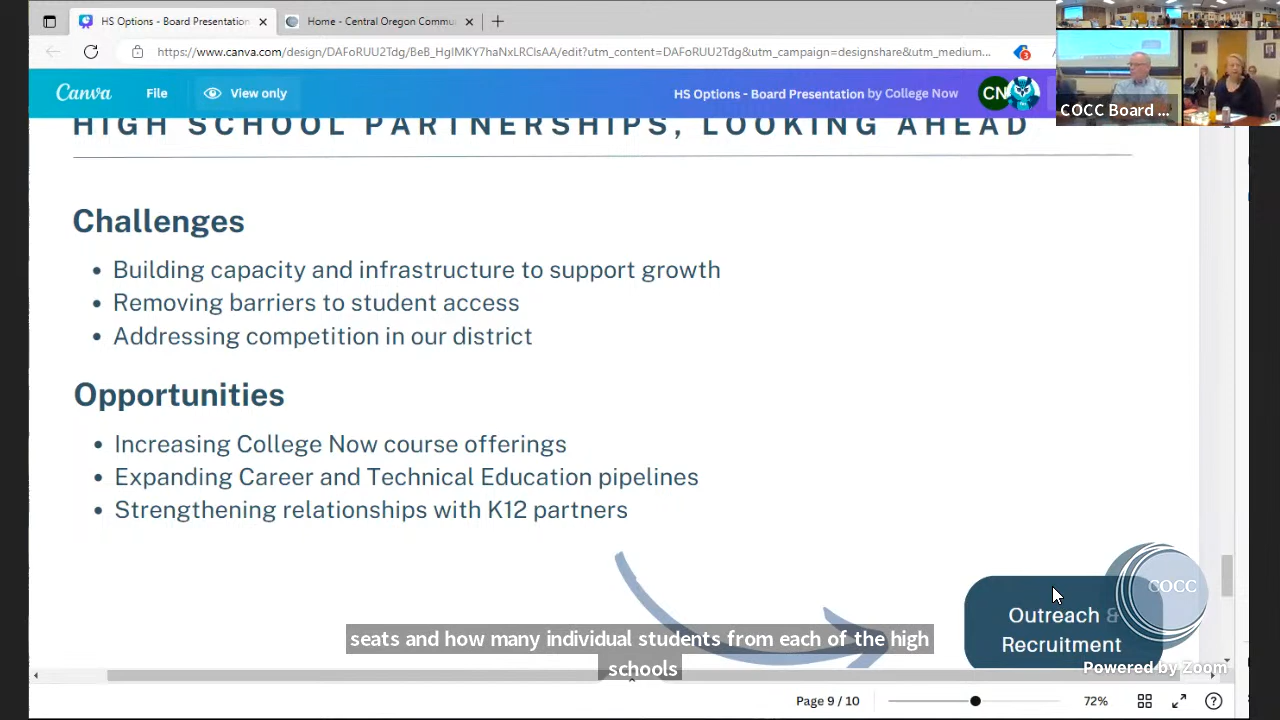 HS Options - Board Presentation
Home - Central Oregon Commu
https://www.canva.com/design/DAFoRUU2Tdg/BeB_HgIMKY7haNxLRCIsAA/edit?utm_content=DAFoRUU2Tdg&utm_campaign=designshare&utm_medium...
3
Canva
File
View only
HS Options - Board Presentation by College Now
CN
COCC Board ...
HIGH SCHOOL PARTNERSHIPS, LOOKING AHEAD
Challenges
• Building capacity and infrastructure to support growth
• Removing barriers to student access
• Addressing competition in our district
Opportunities
• Increasing College Now course offerings
• Expanding Career and Technical Education pipelines
• Strengthening relationships with K12 partners
COCC
Outreach &
Recruitment
seats and how many individual students from each of the high
schools
Powered by Zoom
Page 9 / 10
72%